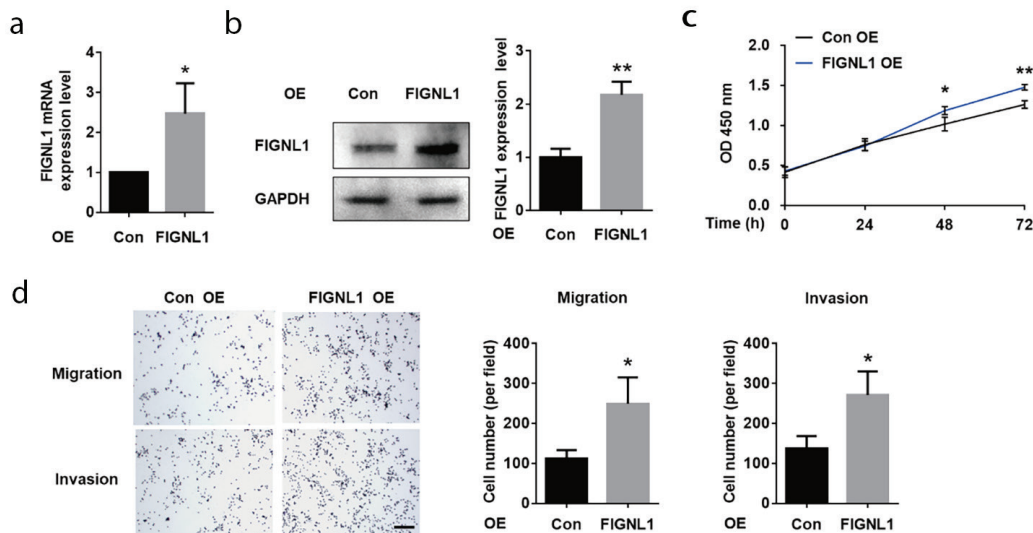 a
FIGNL1 mRNA
expression level
4
3
2
1
0
*
OE Con FIGNL1
b
OE Con FIGNL1
FIGNL1
GAPDH
FIGNL1 expression level
3
2
1
0
**
OE Con FIGNL1
c
Con OE
FIGNL1 OE
OD 450 nm
2.0
1.5
1.0
0.5
0.0
*
**
Time (h) 0 24 48 72
d
Con OE FIGNL1 OE
Migration
Invasion
Migration
Cell number (per field)
400
300
200
100
0
*
OE Con FIGNL1
Invasion
Cell number (per field)
400
300
200
100
0
*
OE Con FIGNL1